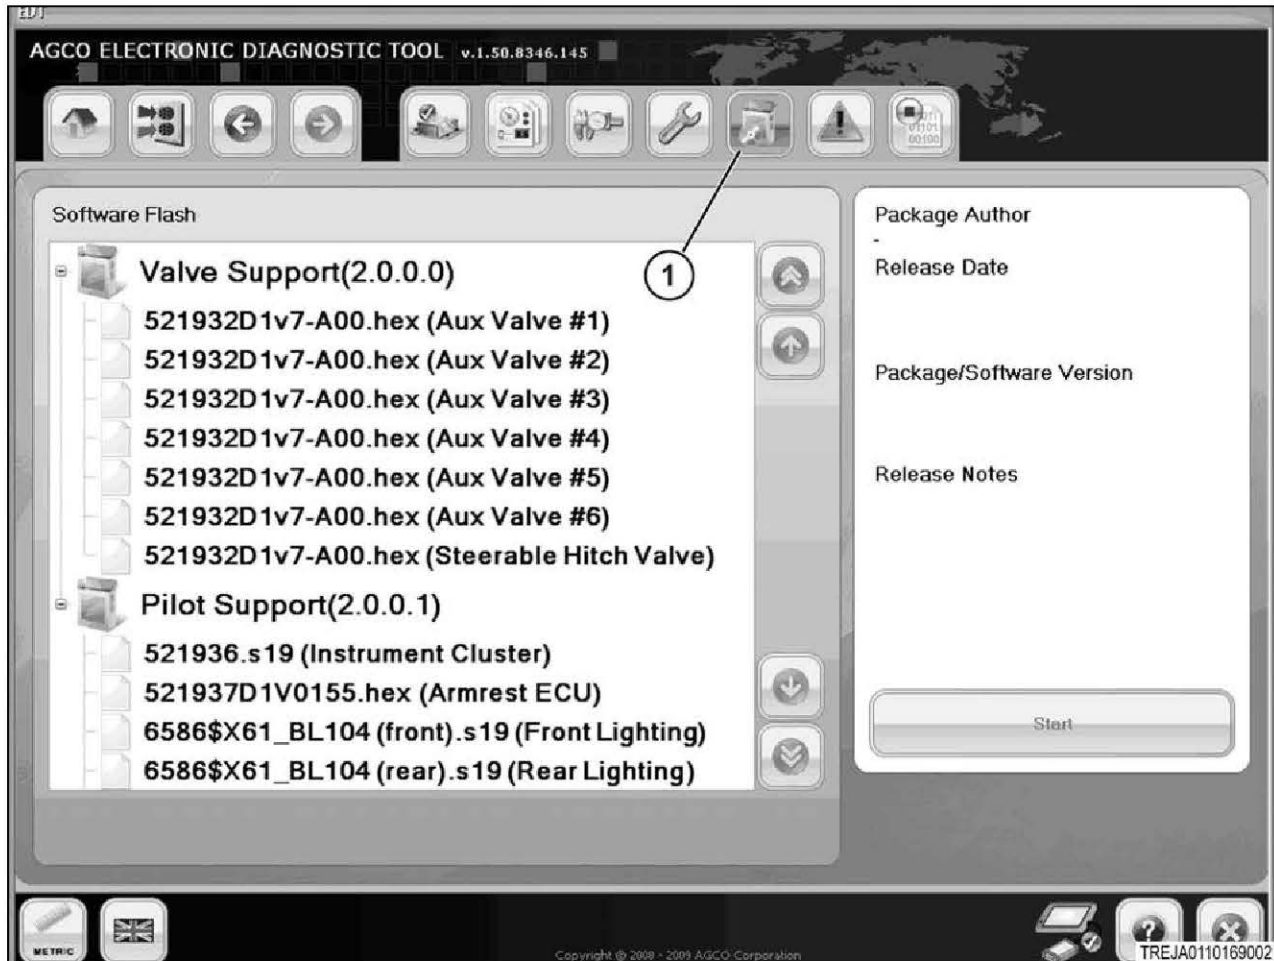 EDT
AGCO ELECTRONIC DIAGNOSTIC TOOL v.1.50.8346.145
Software Flash
Valve Support(2.0.0.0)
521932D1v7-A00.hex (Aux Valve #1)
521932D1v7-A00.hex (Aux Valve #2)
521932D1v7-A00.hex (Aux Valve #3)
521932D1v7-A00.hex (Aux Valve #4)
521932D1v7-A00.hex (Aux Valve #5)
521932D1v7-A00.hex (Aux Valve #6)
521932D1v7-A00.hex (Steerable Hitch Valve)
Pilot Support(2.0.0.1)
521936.s19 (Instrument Cluster)
521937D1V0155.hex (Armrest ECU)
6586$X61_BL104 (front).s19 (Front Lighting)
6586$X61_BL104 (rear).s19 (Rear Lighting)
1
Package Author
-
Release Date
Package/Software Version
Release Notes
Start
METRIC
Copyright © 2008 - 2009 AGCO Corporation
?
TREJA0110169002